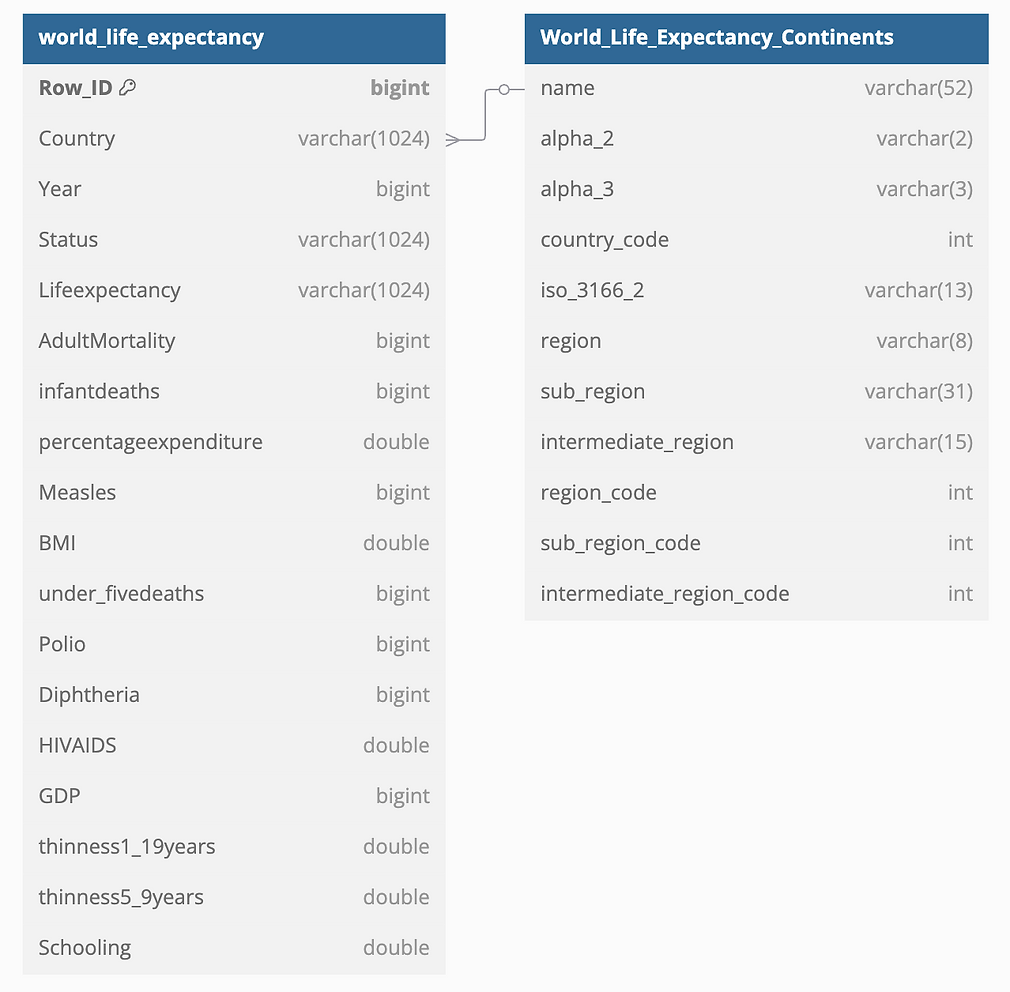 world_life_expectancy
Row_ID bigint
Country varchar(1024)
Year bigint
Status varchar(1024)
Lifeexpectancy varchar(1024)
AdultMortality bigint
infantdeaths bigint
percentageexpenditure double
Measles bigint
BMI double
under_fivedeaths bigint
Polio bigint
Diphtheria bigint
HIVAIDS double
GDP bigint
thinness1_19years double
thinness5_9years double
Schooling double
World_Life_Expectancy_Continents
name varchar(52)
alpha_2 varchar(2)
alpha_3 varchar(3)
country_code int
iso_3166_2 varchar(13)
region varchar(8)
sub_region varchar(31)
intermediate_region varchar(15)
region_code int
sub_region_code int
intermediate_region_code int